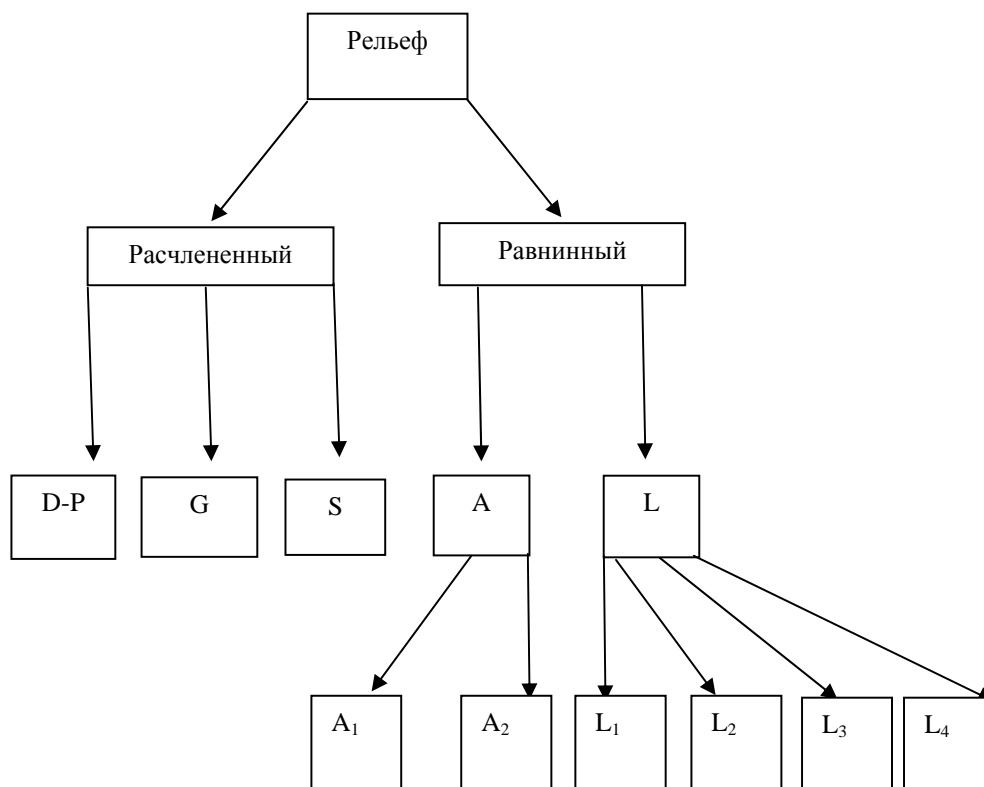 Рельеф
Расчлененный
Равнинный
D-P
G
S
A
L
A₁
A₂
L₁
L₂
L₃
L₄